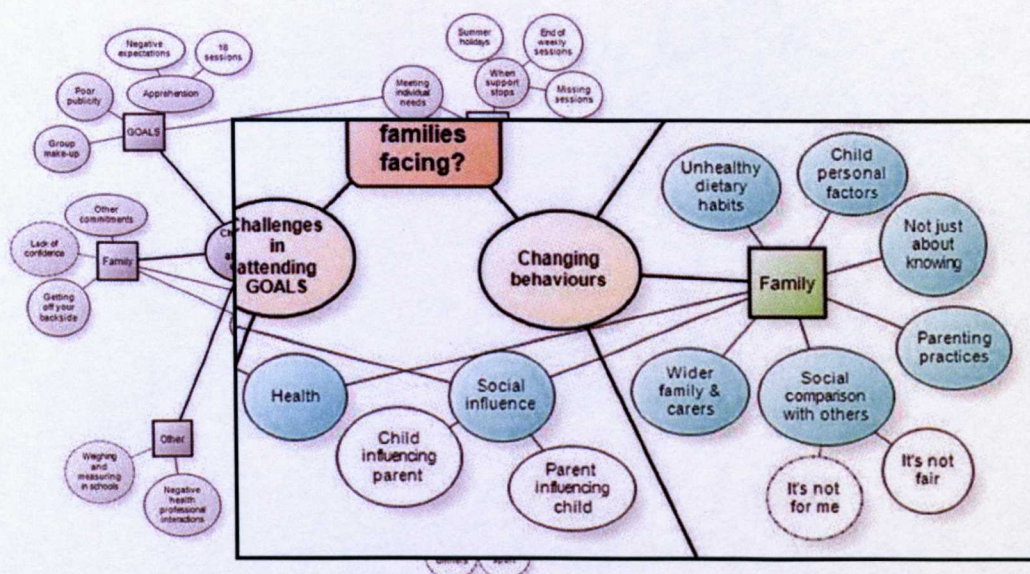 Negative
expectations
18
sessions
Apprehension
Poor
publicity
GOALS
Group
make-up
Summer
holidays
End of
weekly
sessions
When
support
stops
Missing
sessions
Meeting
individual
needs
Other
commitments
Lack of
confidence
Family
Getting
off your
backside
Other
Weighing
and
measuring
in schools
Negative
health
professional
interactions
families
facing?
Challenges
in
attending
GOALS
Changing
behaviours
Unhealthy
dietary
habits
Child
personal
factors
Not just
about
knowing
Family
Parenting
practices
Wider
family &
carers
Social
comparison
with others
It's not
for me
It's not
fair
Health
Social
influence
Child
influencing
parent
Parent
influencing
child